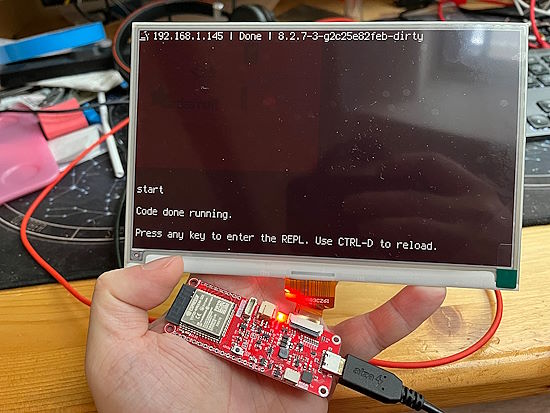 192.168.1.145 | Done | 8.2.7-3-g2c25e82feb-dirty
start
Code done running.
Press any key to enter the REPL. Use CTRL-D to reload.